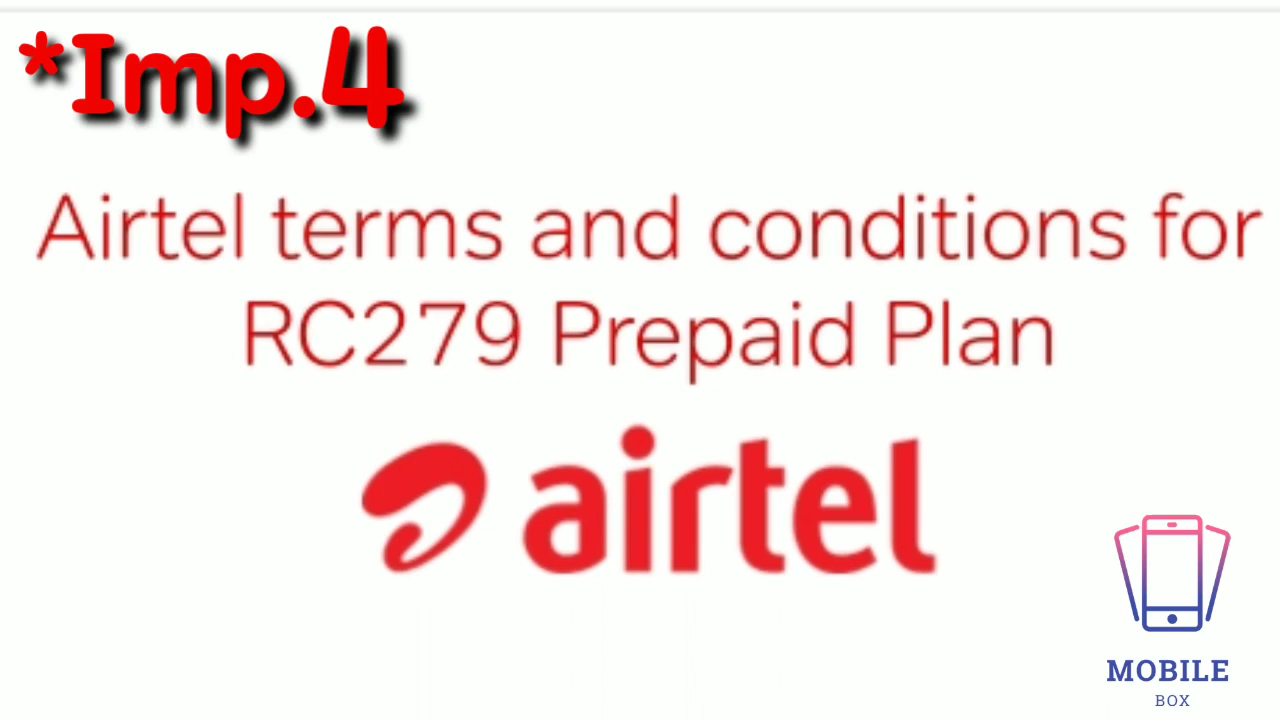 *Imp.4
Airtel terms and conditions for
RC279 Prepaid Plan
airtel
MOBILE
BOX